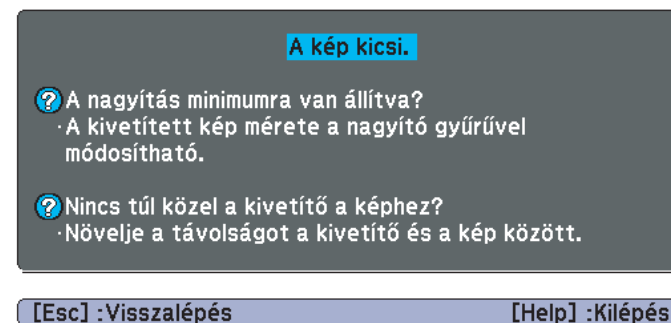 A kép kicsi.
? A nagyítás minimumra van állítva?
·A kivetített kép mérete a nagyító gyűrűvel
módosítható.
? Nincs túl közel a kivetítő a képhez?
·Növelje a távolságot a kivetítő és a kép között.
[Esc] :Visszalépés [Help] :Kilépés